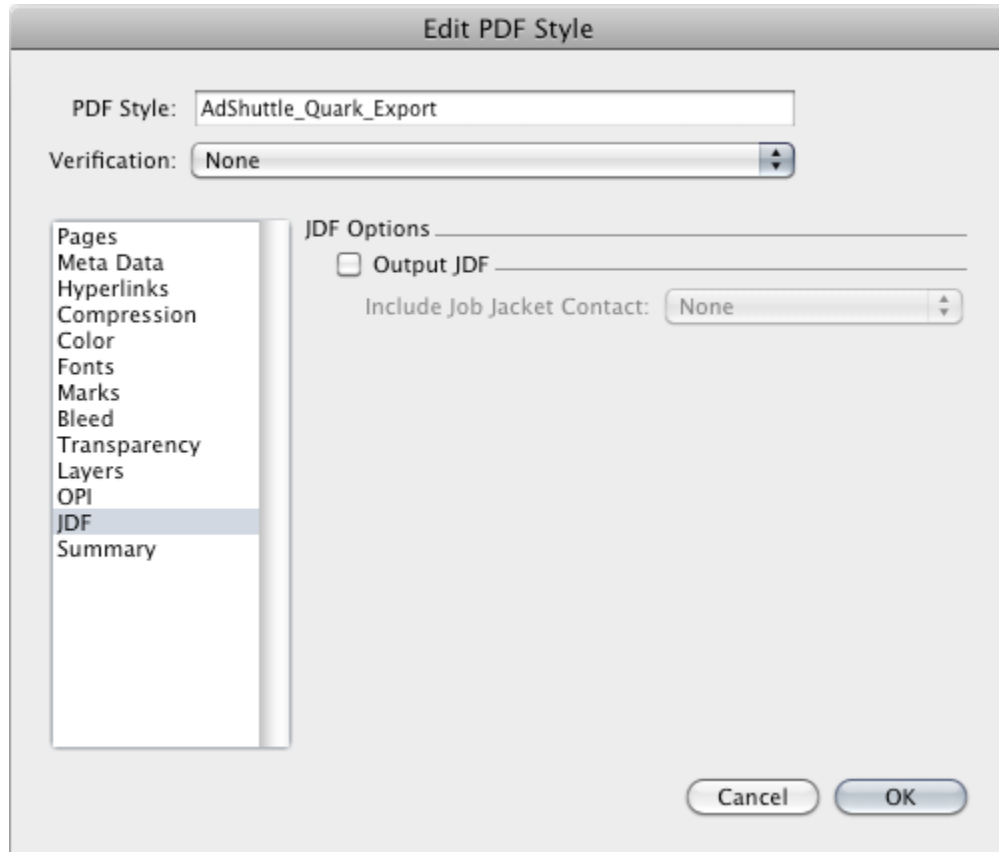 Edit PDF Style
PDF Style: AdShuttle_Quark_Export
Verification: None
Pages
Meta Data
Hyperlinks
Compression
Color
Fonts
Marks
Bleed
Transparency
Layers
OPI
JDF
Summary
JDF Options
Output JDF
Include Job Jacket Contact: None
Cancel OK